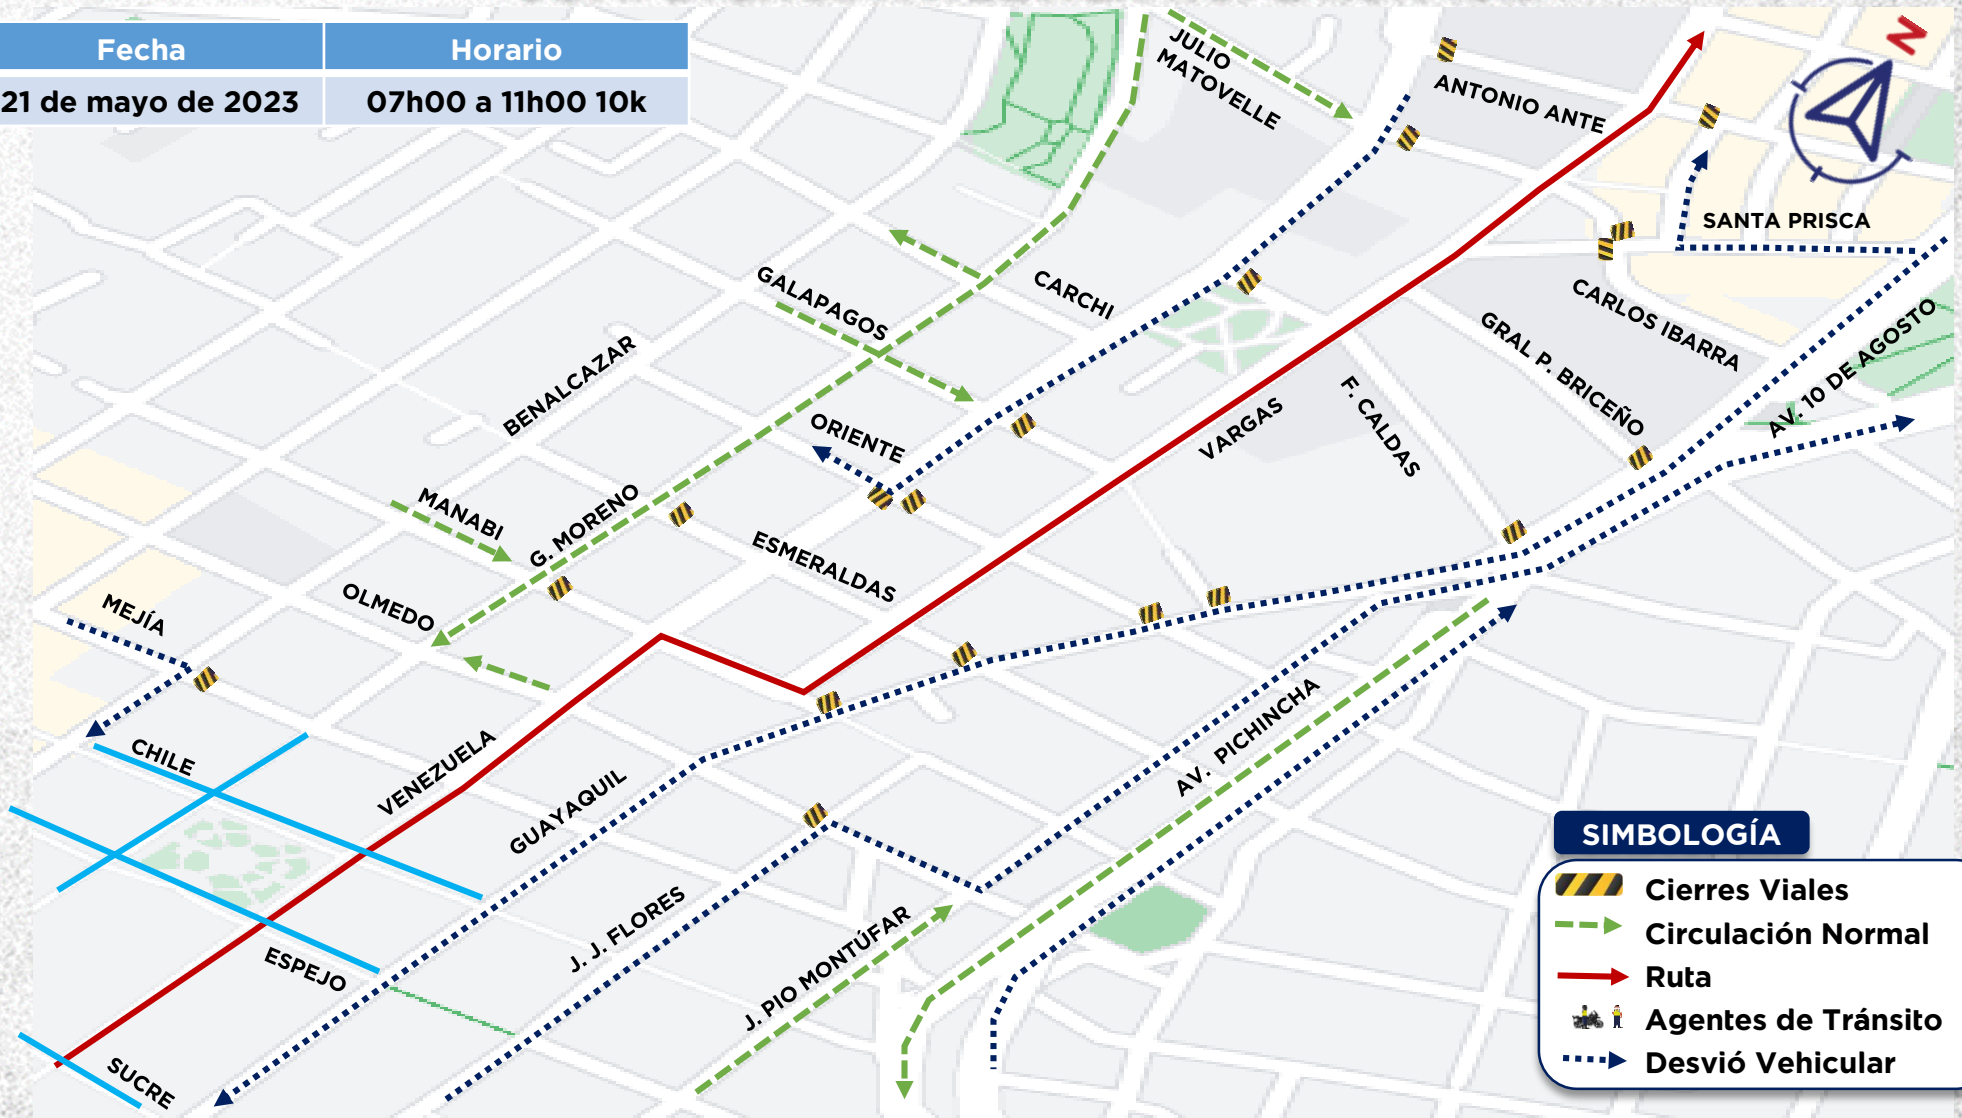 Fecha
Horario
21 de mayo de 2023
07h00 a 11h00 10k
N
JULIO
MATOVELLE
ANTONIO ANTE
SANTA PRISCA
CARCHI
GALAPAGOS
CARLOS IBARRA
GRAL P. BRICEÑO
AV. 10 DE AGOSTO
BENALCAZAR
ORIENTE
VARGAS
F. CALDAS
MANABI
G. MORENO
ESMERALDAS
OLMEDO
MEJÍA
AV. PICHINCHA
CHILE
VENEZUELA
GUAYAQUIL
J. J. FLORES
J. PIO MONTÚFAR
ESPEJO
SUCRE
SIMBOLOGÍA
Cierres Viales
Circulación Normal
Ruta
Agentes de Tránsito
Desvió Vehicular